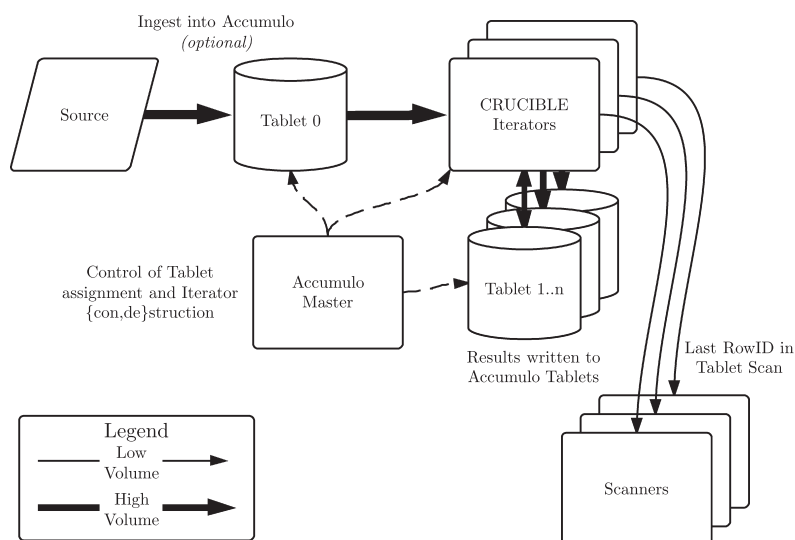 Ingest into Accumulo
(optional)
Source
Tablet 0
CRUCIBLE
Iterators
Control of Tablet
assignment and Iterator
{con,de}struction
Accumulo
Master
Tablet 1..n
Results written to
Accumulo Tablets
Last RowID in
Tablet Scan
Legend
Low
Volume
High
Volume
Scanners